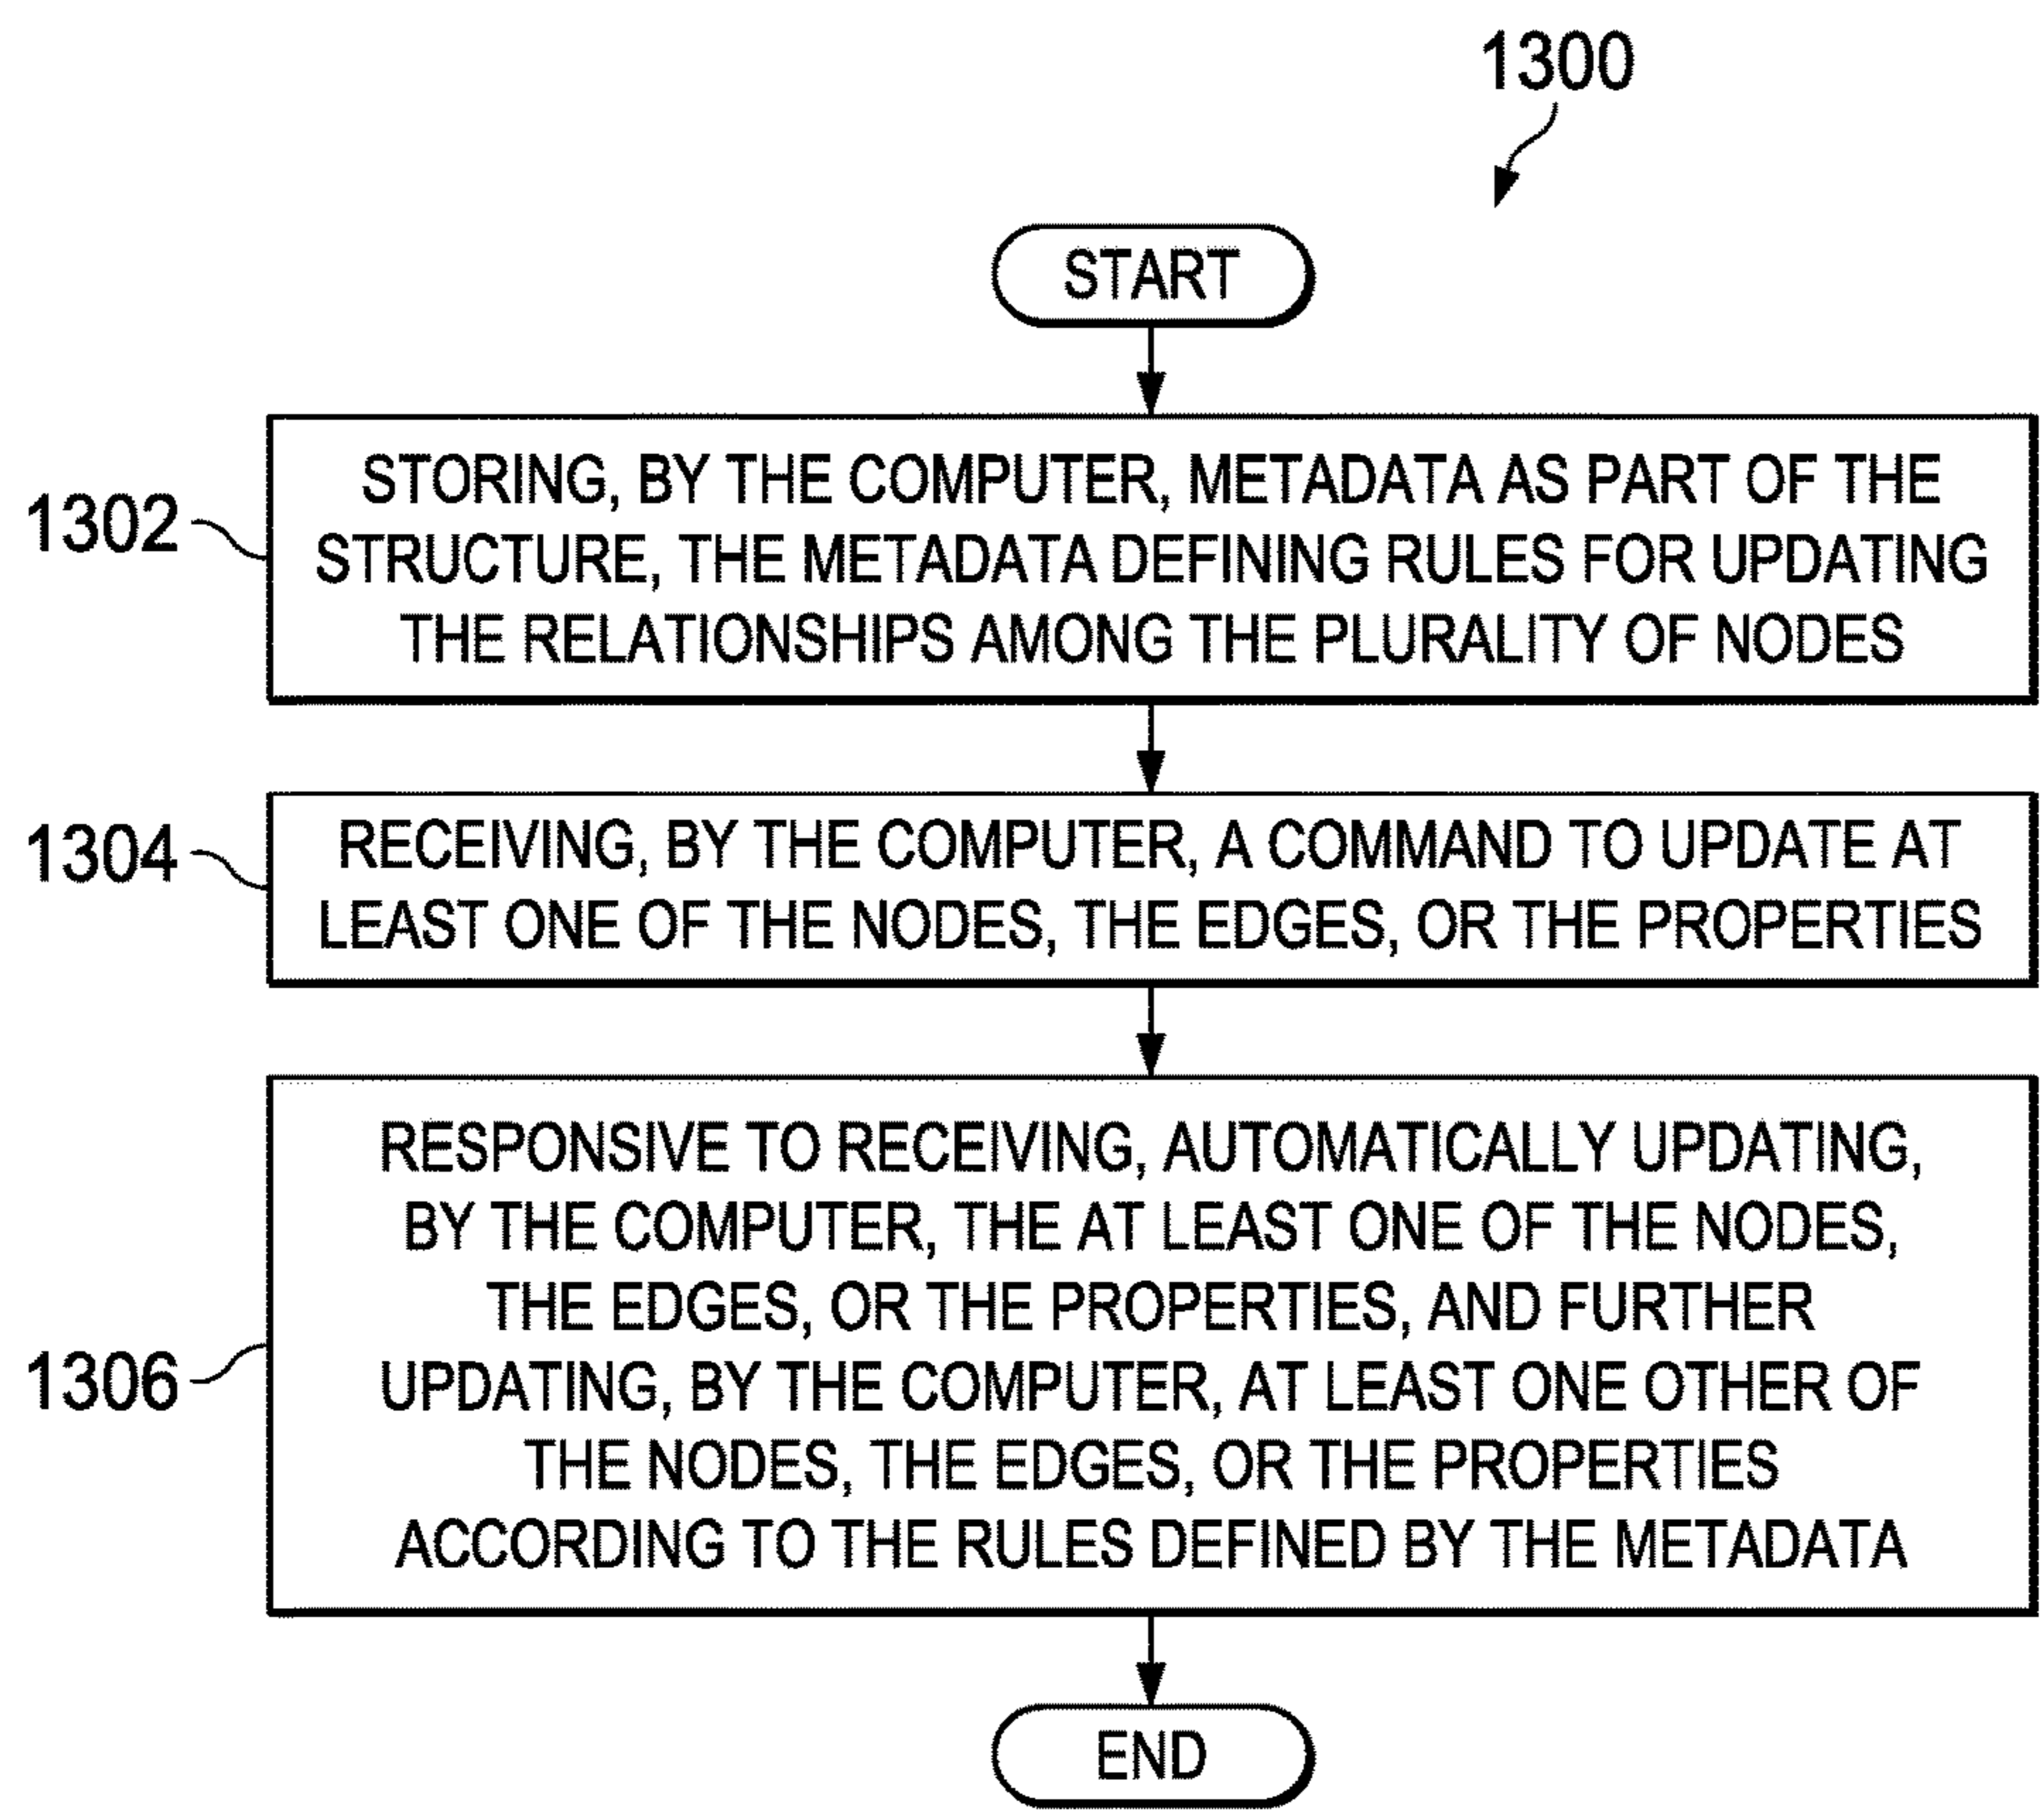 1300
START
1302
STORING, BY THE COMPUTER, METADATA AS PART OF THE
STRUCTURE, THE METADATA DEFINING RULES FOR UPDATING
THE RELATIONSHIPS AMONG THE PLURALITY OF NODES
1304
RECEIVING, BY THE COMPUTER, A COMMAND TO UPDATE AT
LEAST ONE OF THE NODES, THE EDGES, OR THE PROPERTIES
1306
RESPONSIVE TO RECEIVING, AUTOMATICALLY UPDATING,
BY THE COMPUTER, THE AT LEAST ONE OF THE NODES,
THE EDGES, OR THE PROPERTIES, AND FURTHER
UPDATING, BY THE COMPUTER, AT LEAST ONE OTHER OF
THE NODES, THE EDGES, OR THE PROPERTIES
ACCORDING TO THE RULES DEFINED BY THE METADATA
END